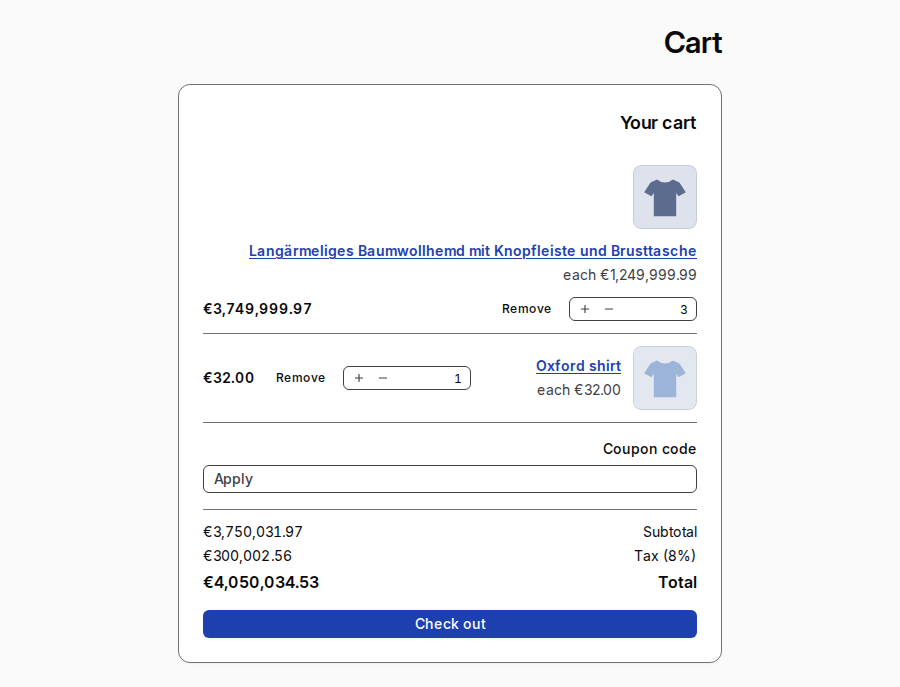 Cart
Your cart
Langärmeliges Baumwollhemd mit Knopfleiste und Brusttasche
each €1,249,999.99
3 − + Remove €3,749,999.97
Oxford shirt
each €32.00
1 − + Remove €32.00
Coupon code
Apply
Subtotal €3,750,031.97
Tax (8%) €300,002.56
Total €4,050,034.53
Check out